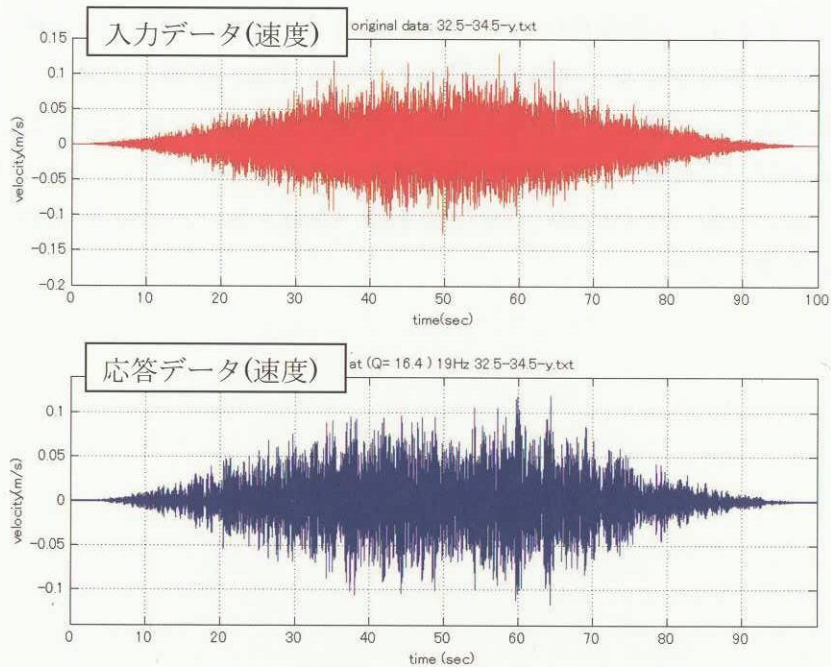 入力データ(速度)
original data: 32.5-34.5-y.txt
0.15
0.1
0.05
0
-0.05
-0.1
-0.15
-0.2
velocity(m/s)
0 10 20 30 40 50 60 70 80 90 100
time(sec)
応答データ(速度)
at (Q= 16.4 ) 19Hz 32.5-34.5-y.txt
0.1
0.05
0
-0.05
-0.1
velocity(m/s)
0 10 20 30 40 50 60 70 80 90
time (sec)